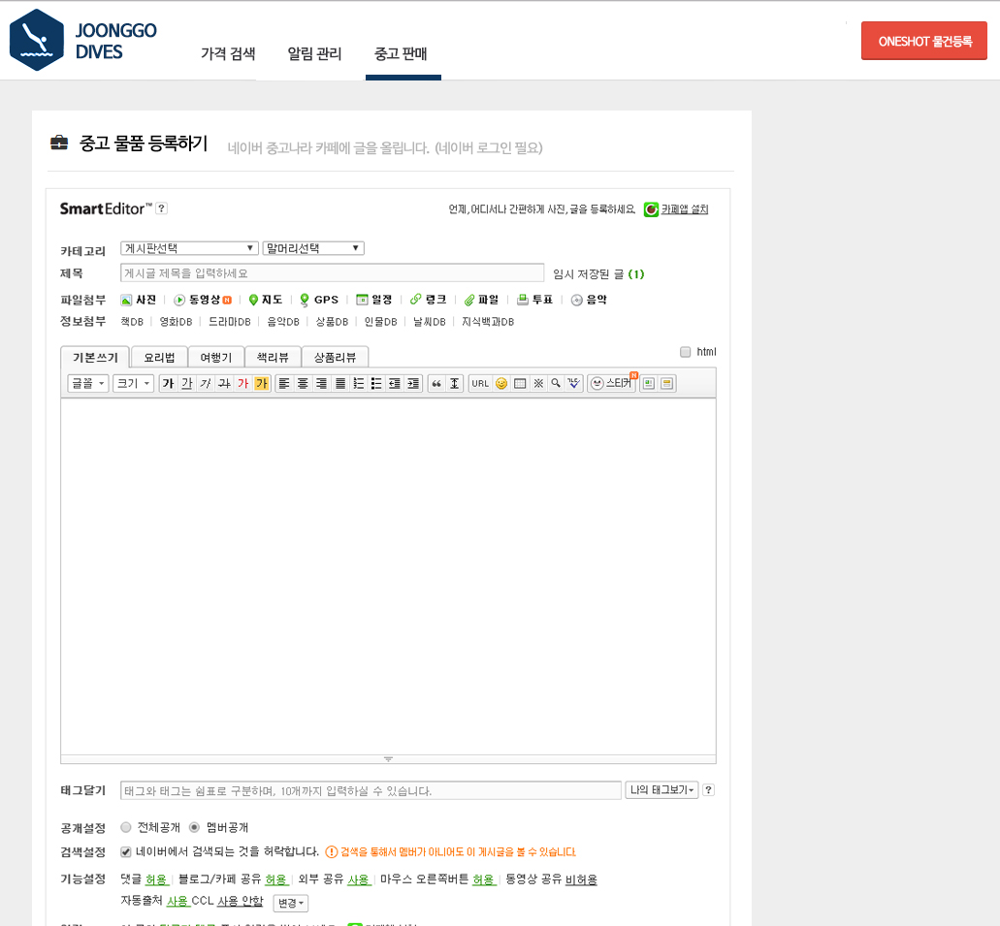 JOONGGO
DIVES
가격 검색 알림 관리 중고 판매
ONESHOT 물건등록
중고 물품 등록하기 네이버 중고나라 카페에 글을 올립니다. (네이버 로그인 필요)
SmartEditor™ ? 언제,어디서나 간편하게 사진,글을 등록하세요. 카페앱 설치
카테고리 게시판선택 말머리선택
제목 게시글 제목을 입력하세요 임시 저장된 글 (1)
파일첨부 사진 동영상 N 지도 GPS 일정 링크 파일 투표 음악
정보첨부 책DB 영화DB 드라마DB 음악DB 상품DB 인물DB 날씨DB 지식백과DB
기본쓰기 요리법 여행기 책리뷰 상품리뷰 html
글꼴 크기 가 가 가 가 가 가 URL ※ 스티커 N
태그달기 태그와 태그는 쉼표로 구분하며, 10개까지 입력하실 수 있습니다. 나의 태그보기 ?
공개설정 전체공개 멤버공개
검색설정 네이버에서 검색되는 것을 허락합니다. 검색을 통해서 멤버가 아니어도 이 게시글을 볼 수 있습니다.
기능설정 댓글 허용 블로그/카페 공유 허용 외부 공유 사용 마우스 오른쪽버튼 허용 동영상 공유 비허용
자동출처 사용 CCL 사용 안함 변경